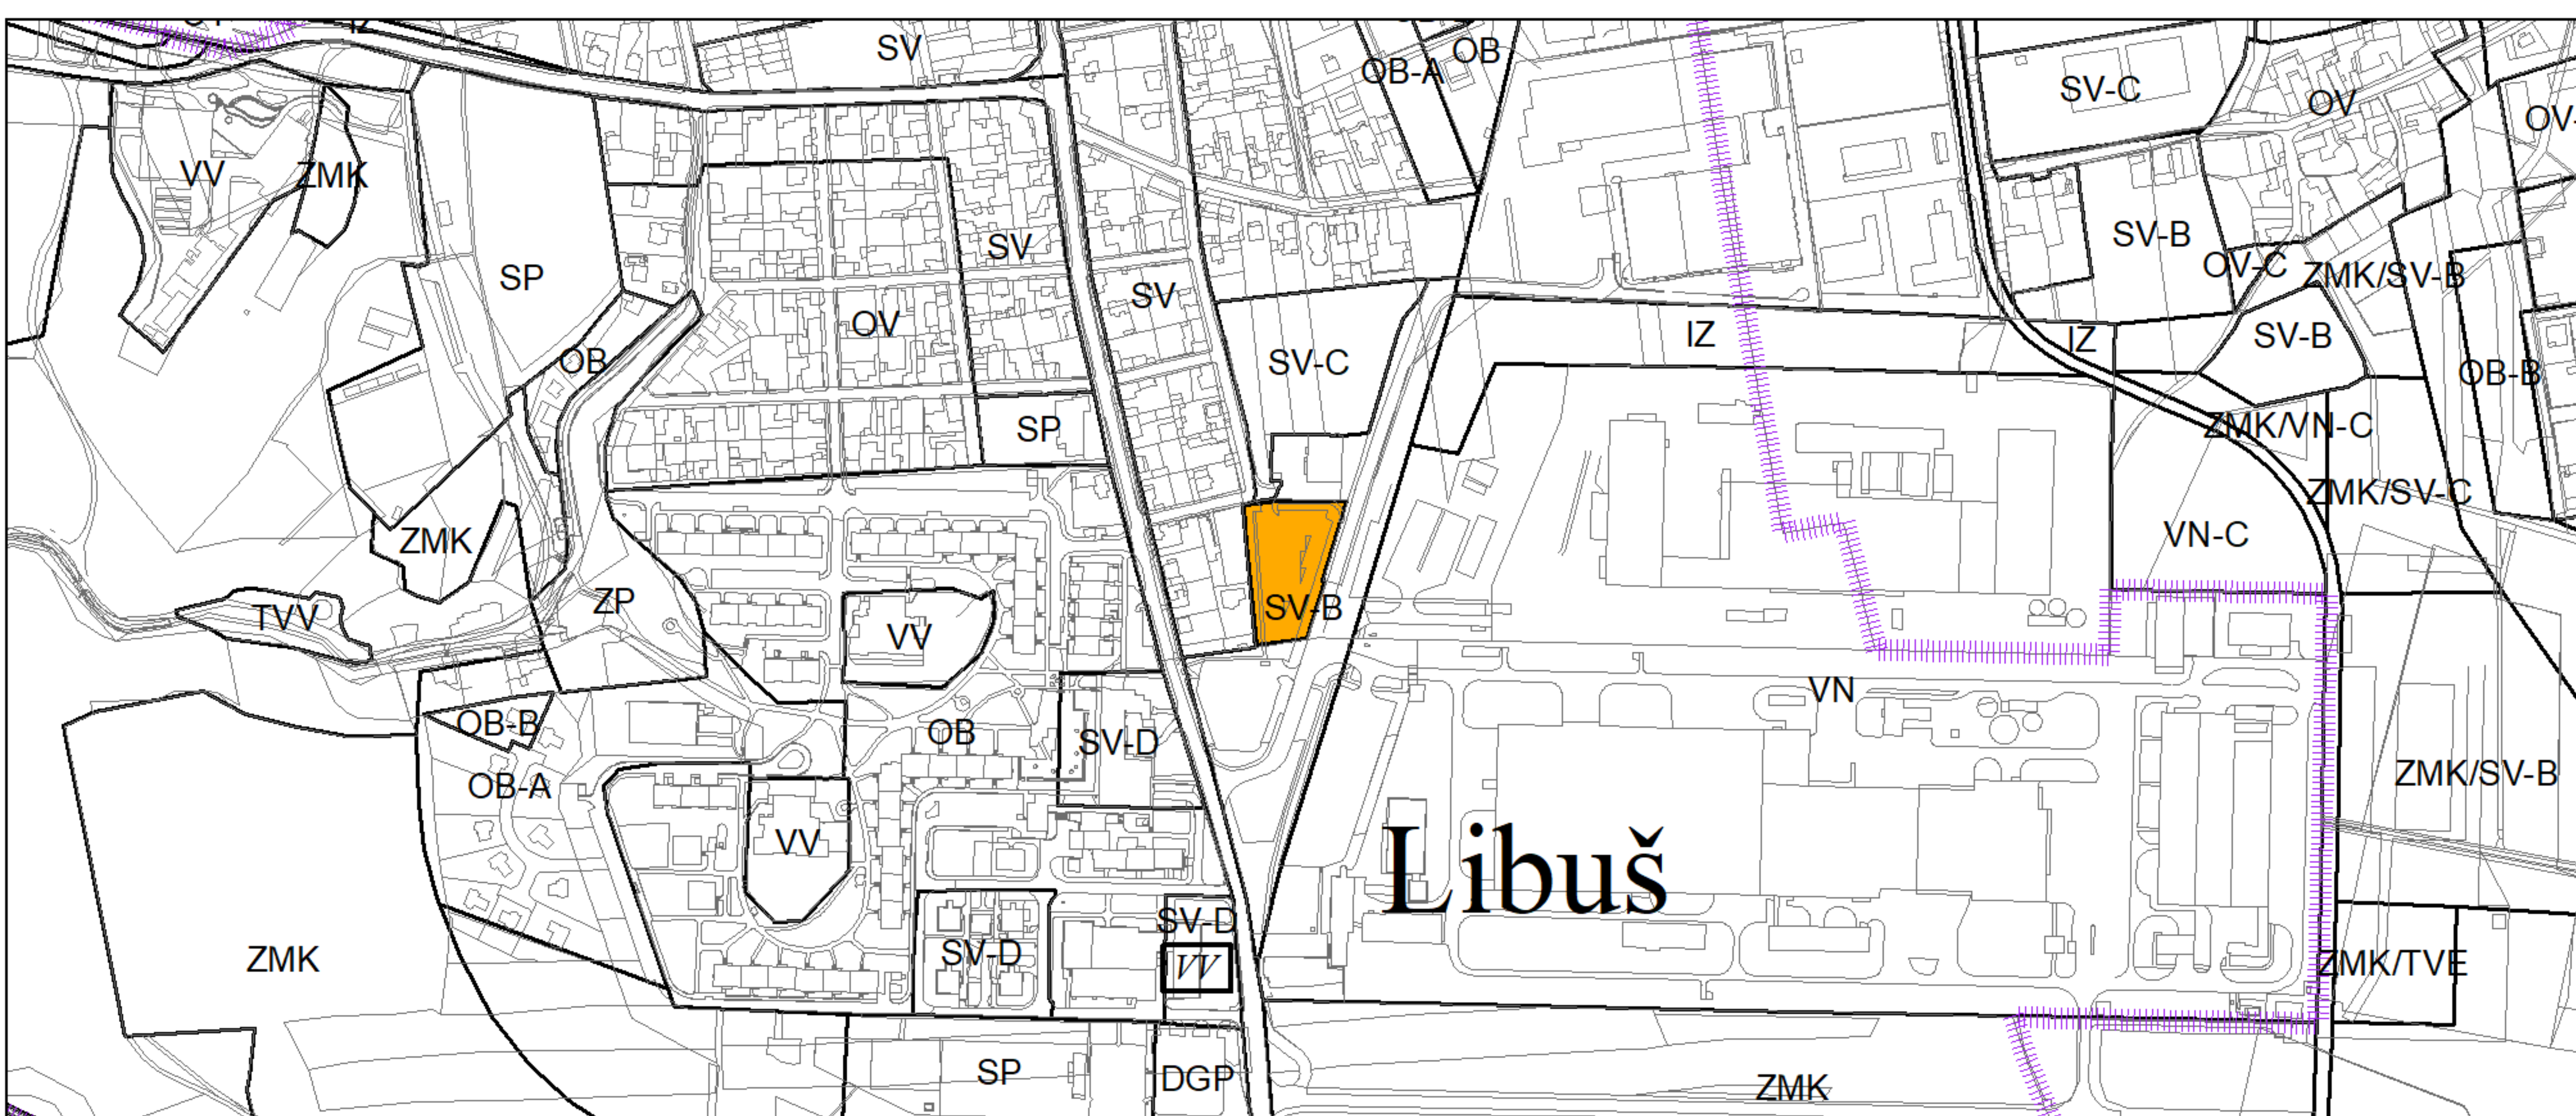 IZ
SV
OB-A
OB
SV-C
OV
OV-
VV
ZMK
SP
SV
SV
OV
SV-B
OV-C
ZMK/SV-B
OB
SV-C
IZ
IZ
SV-B
OB-B
SP
ZMK/VN-C
ZMK
ZMK/SV-C
VN-C
TVV
ZP
VV
SV-B
VN
OB-B
OB
SV-D
OB-A
ZMK/SV-B
VV
Libuš
ZMK
SV-D
SV-D
VV
ZMK/TVE
SP
DGP
ZMK